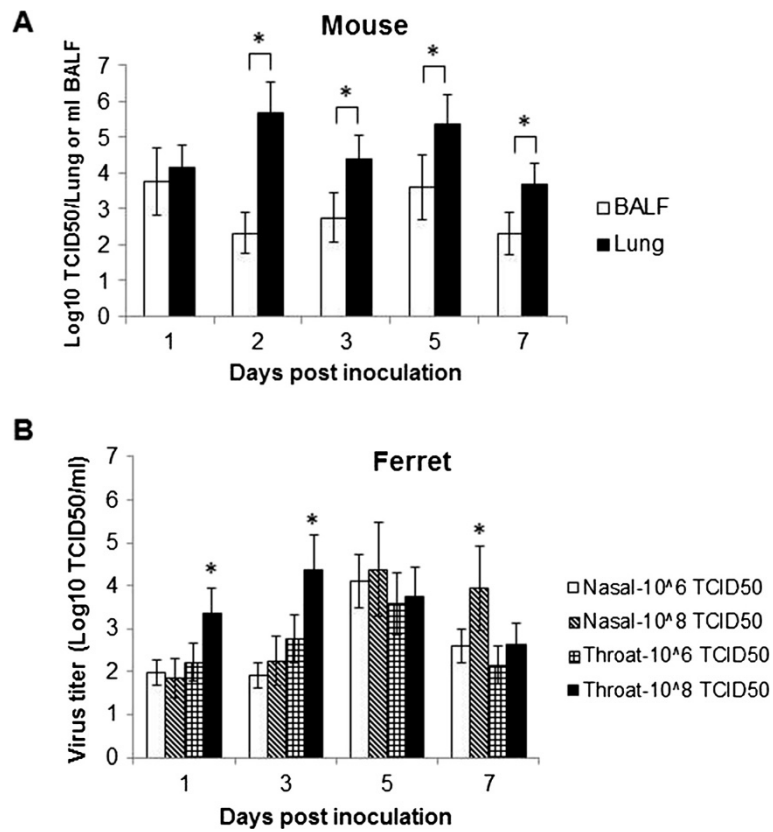 A
Mouse
Log10 TCID50/Lung or ml BALF
7
6
5
4
3
2
1
0
* * * *
1 2 3 5 7
Days post inoculation
BALF
Lung
B
Ferret
Virus titer (Log10 TCID50/ml)
7
6
5
4
3
2
1
0
* * *
1 3 5 7
Days post inoculation
Nasal-10^6 TCID50
Nasal-10^8 TCID50
Throat-10^6 TCID50
Throat-10^8 TCID50